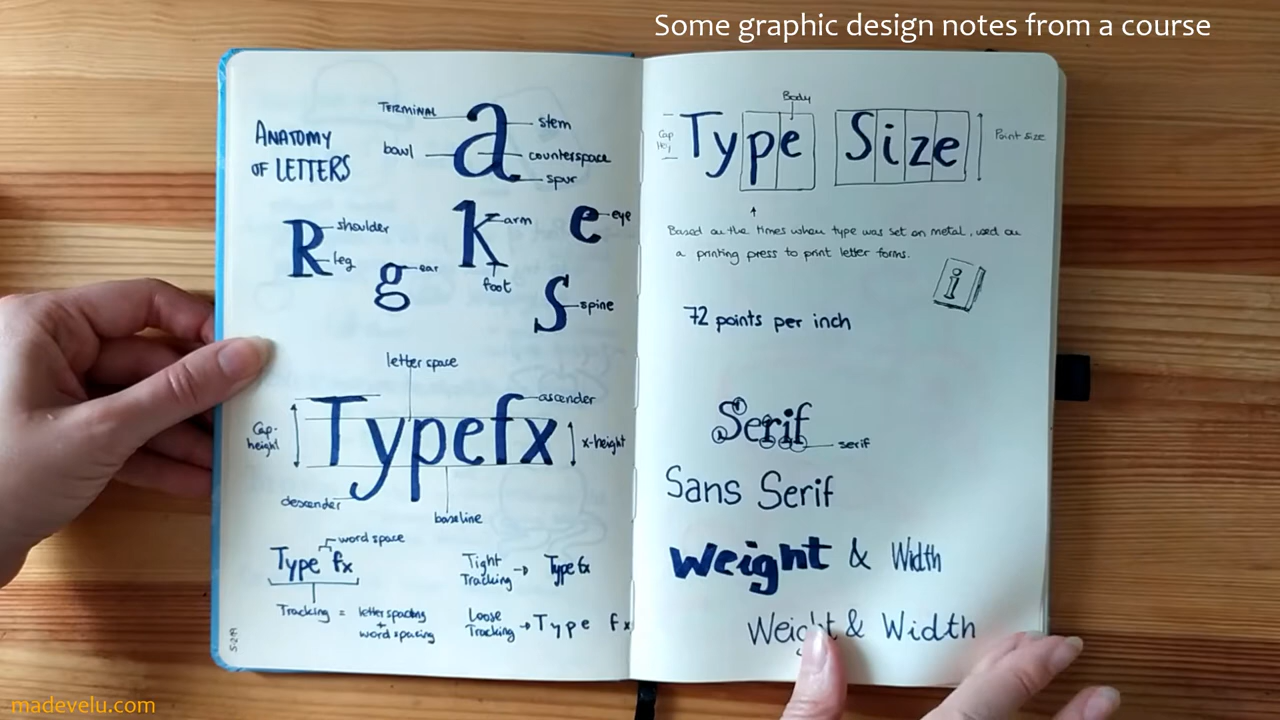 Some graphic design notes from a course
ANATOMY
OF LETTERS
TERMINAL
bowl
a
stem
counterspace
spur
R
shoulder
leg
g
ear
K
arm
foot
e
eye
S
spine
letter space
Cap-
height
Typefx
ascender
x-height
descender
baseline
word space
Type fx
Tracking = letter spacing
+
word spacing
Tight
Tracking → Type fx
Loose
Tracking → Type fx
Body
Cap
Type Size
Point Size
Based on the times when type was set on metal, used on
a printing press to print letter forms.
i
72 points per inch
Serif
serif
Sans Serif
Weight & Width
Weight & Width
madevelu.com